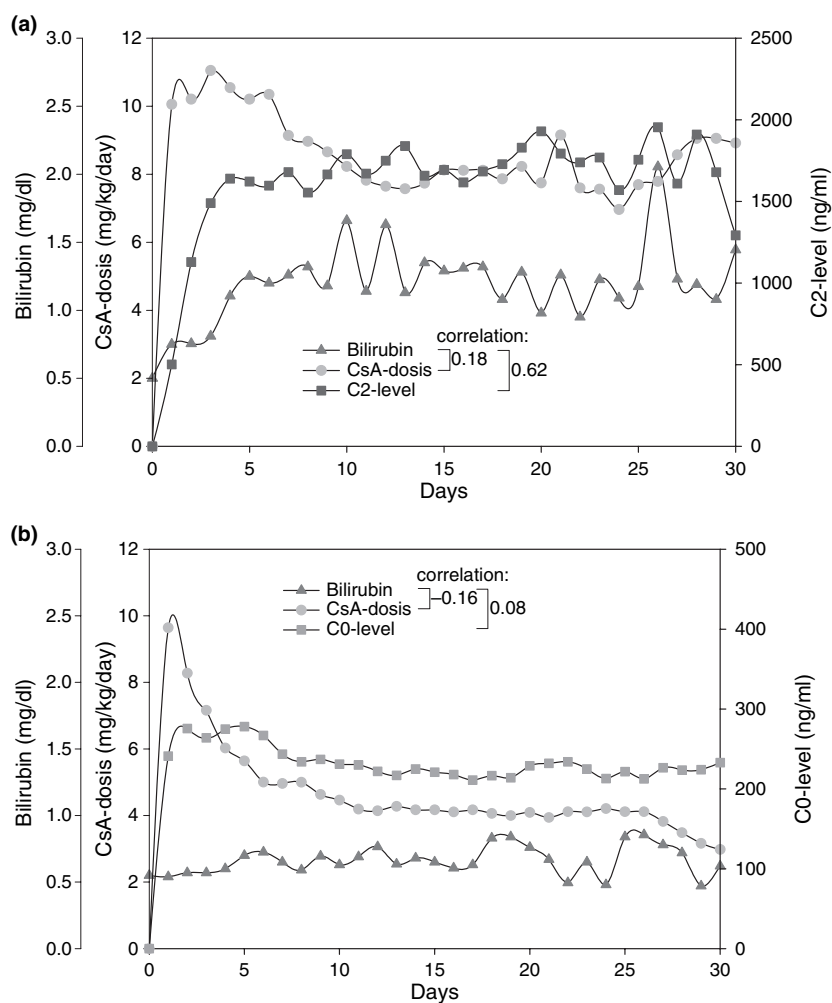 (a)
3.0 12 2500
2.5 10 2000
2.0 8
1500
1.5 6
1000
1.0 4
0.5 2 500
0.0 0 0
Bilirubin (mg/dl)
CsA-dosis (mg/kg/day)
C2-level (ng/ml)
correlation:
Bilirubin
0.18
CsA-dosis
0.62
C2-level
0 5 10 15 20 25 30
Days
(b)
3.0 12 500
2.5 10 400
2.0 8
300
1.5 6
200
1.0 4
0.5 2 100
0.0 0 0
Bilirubin (mg/dl)
CsA-dosis (mg/kg/day)
C0-level (ng/ml)
correlation:
Bilirubin
–0.16
CsA-dosis
0.08
C0-level
0 5 10 15 20 25 30
Days